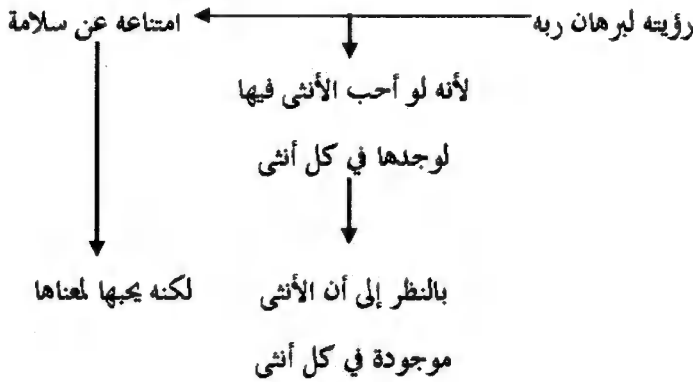 رؤيته لبرهان ربه
امتناعه عن سلامة
لأنه لو أحب الأنثى فيها
لوجدها في كل أنثى
بالنظر إلى أن الأنثى
موجودة في كل أنثى
لكنه يحبها لمعناها